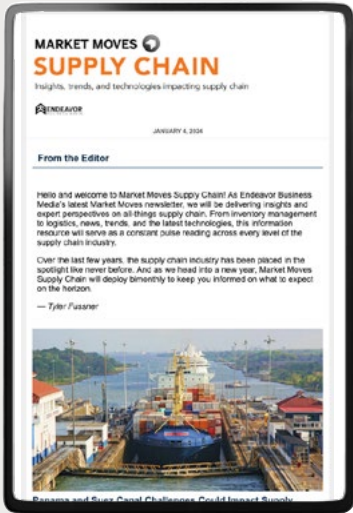 MARKET MOVES
SUPPLY CHAIN
Insights, trends, and technologies impacting supply chain
ENDEAVOR
JANUARY 4, 2024
From the Editor
Hello and welcome to Market Moves Supply Chain! As Endeavor Business
Media's latest Market Moves newsletter, we will be delivering insights and
expert perspectives on all-things supply chain. From inventory management
to logistics, news, trends, and the latest technologies, this information
resource will serve as a constant pulse reading across every level of the
supply chain industry.
Over the last few years, the supply chain industry has been placed in the
spotlight like never before. And as we head into a new year, Market Moves
Supply Chain will deploy bimonthly to keep you informed on what to expect
on the horizon.
— Tyler Fussner
Panama and Suez Canal Challenges Could Impact Supply